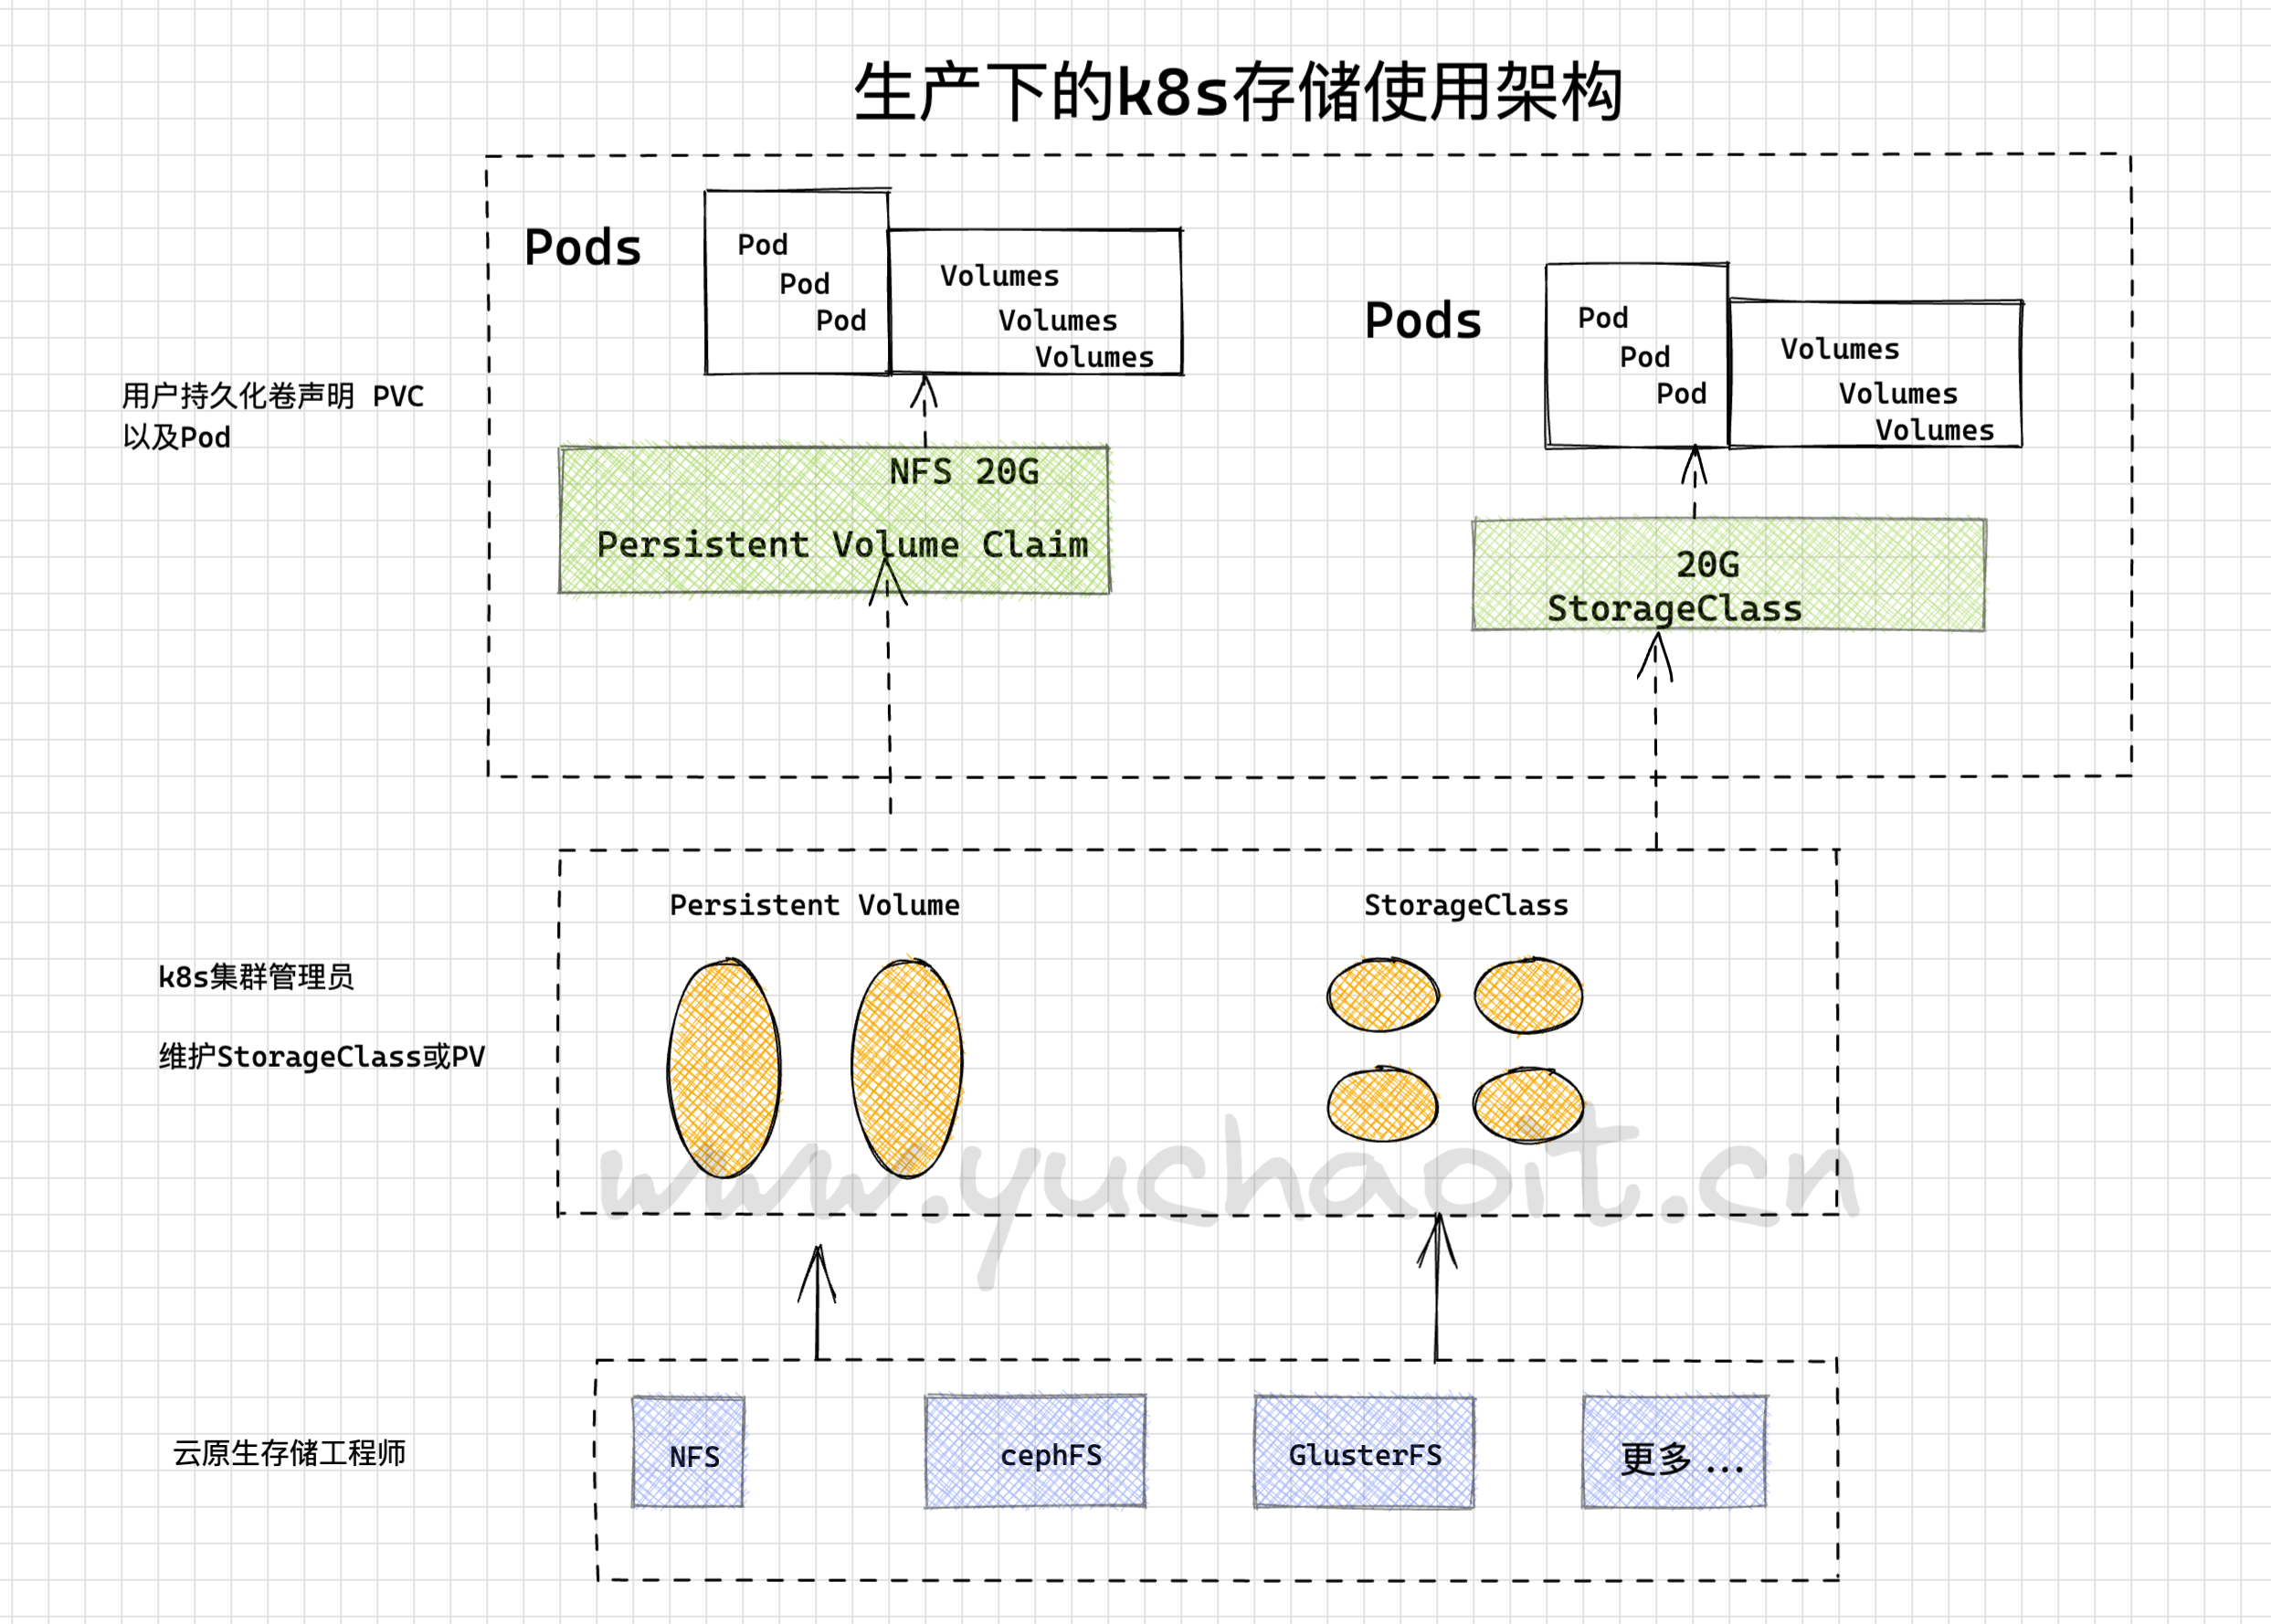 生产下的k8s存储使用架构
Pods
Pod
Pod
Pod
Volumes
Volumes
Volumes
Pods
Pod
Pod
Pod
Volumes
Volumes
Volumes
用户持久化卷声明 PVC
以及Pod
NFS 20G
Persistent Volume Claim
20G
StorageClass
Persistent Volume
StorageClass
k8s集群管理员
维护StorageClass或PV
www.yuchaoit.cn
云原生存储工程师
NFS
cephFS
GlusterFS
更多 ...